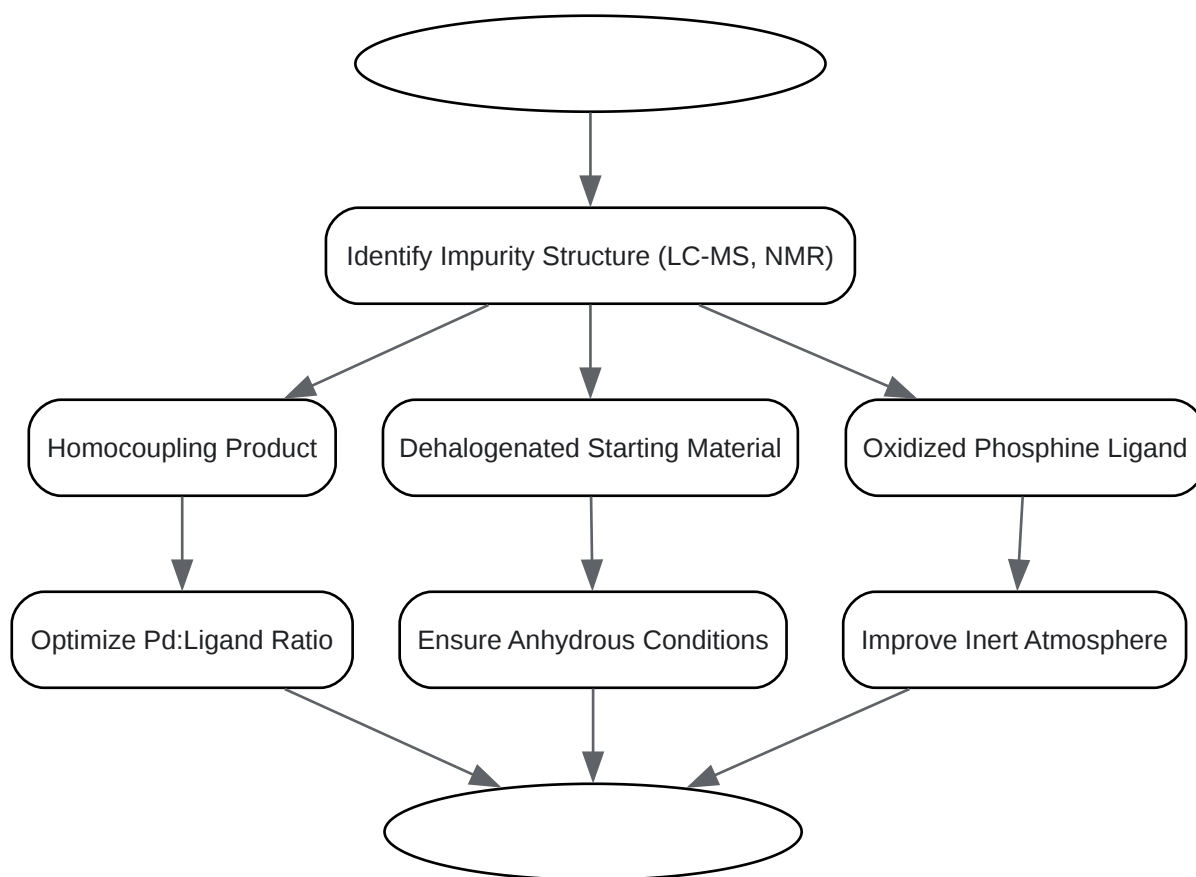 Identify Impurity Structure (LC-MS, NMR)
Homocoupling Product
Dehalogenated Starting Material
Oxidized Phosphine Ligand
Optimize Pd:Ligand Ratio
Ensure Anhydrous Conditions
Improve Inert Atmosphere